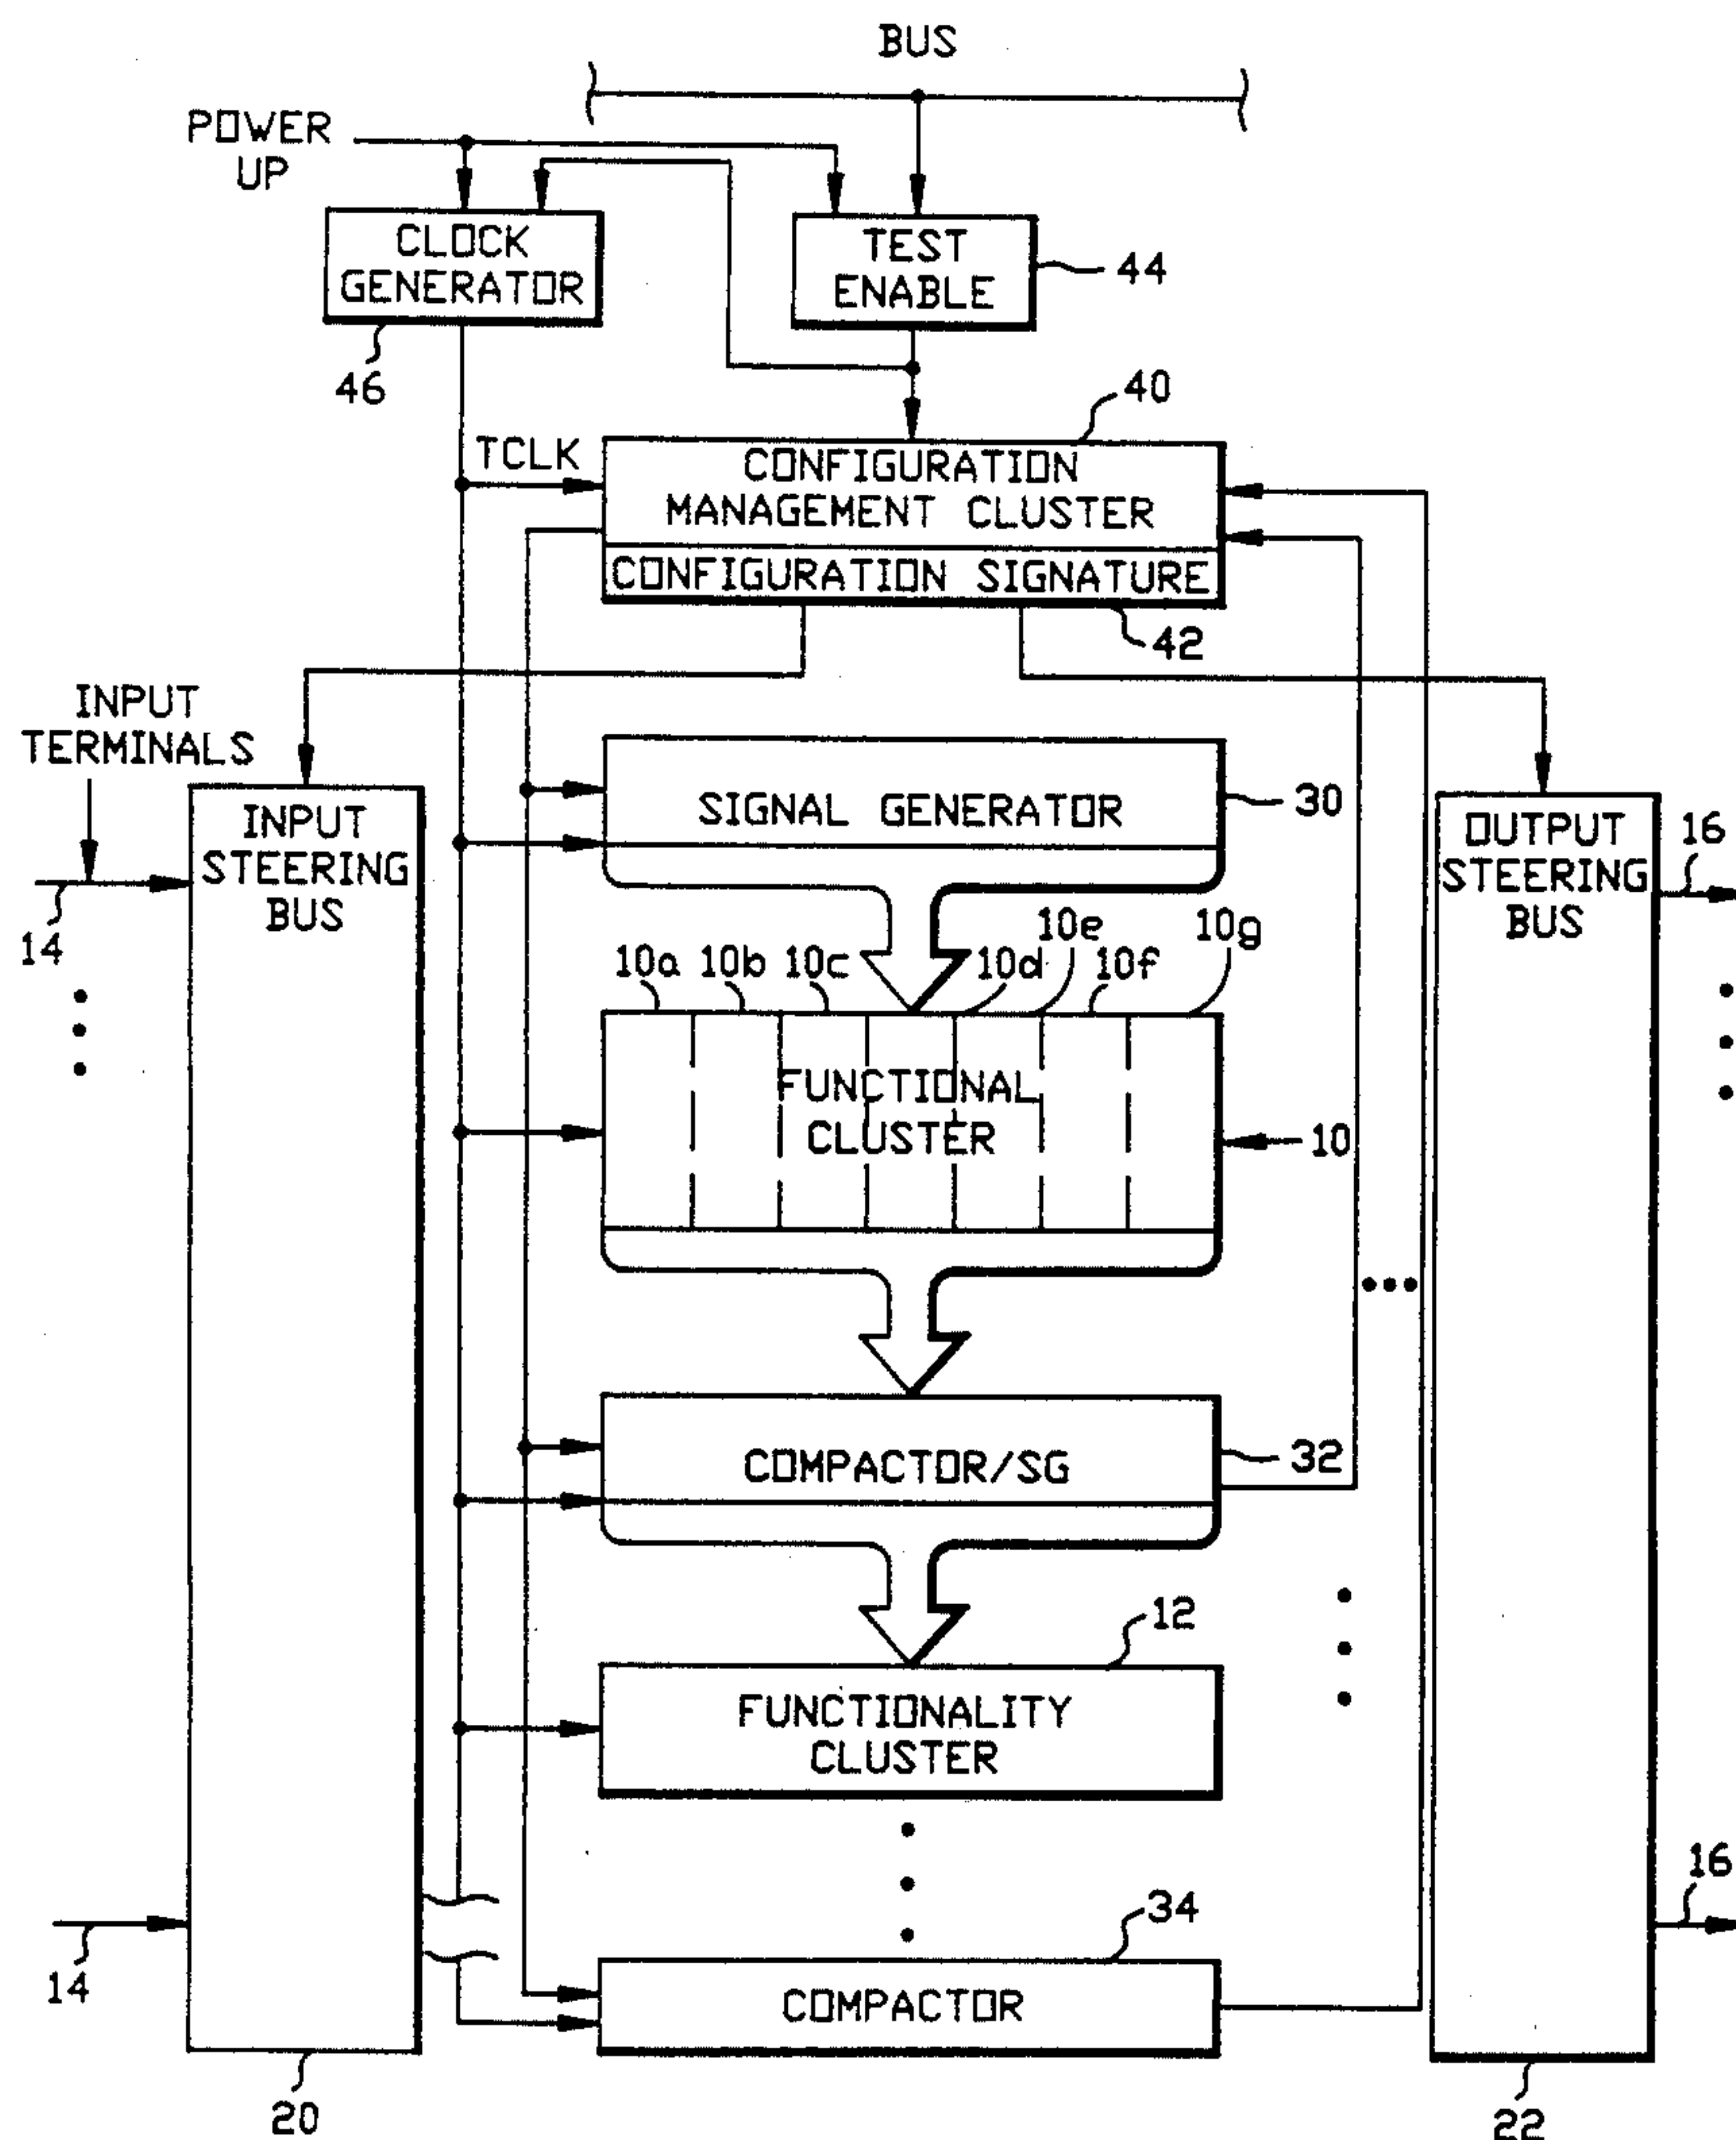 BUS
POWER
UP
CLOCK
GENERATOR
46
TEST
ENABLE
44
40
TCLK
CONFIGURATION
MANAGEMENT CLUSTER
CONFIGURATION SIGNATURE
42
INPUT
TERMINALS
14
INPUT
STEERING
BUS
SIGNAL GENERATOR
30
OUTPUT
STEERING
BUS
16
10a 10b 10c 10d 10e 10f 10g
FUNCTIONAL
CLUSTER
10
COMPACTOR/SG
32
12
FUNCTIONALITY
CLUSTER
14
16
34
COMPACTOR
20
22